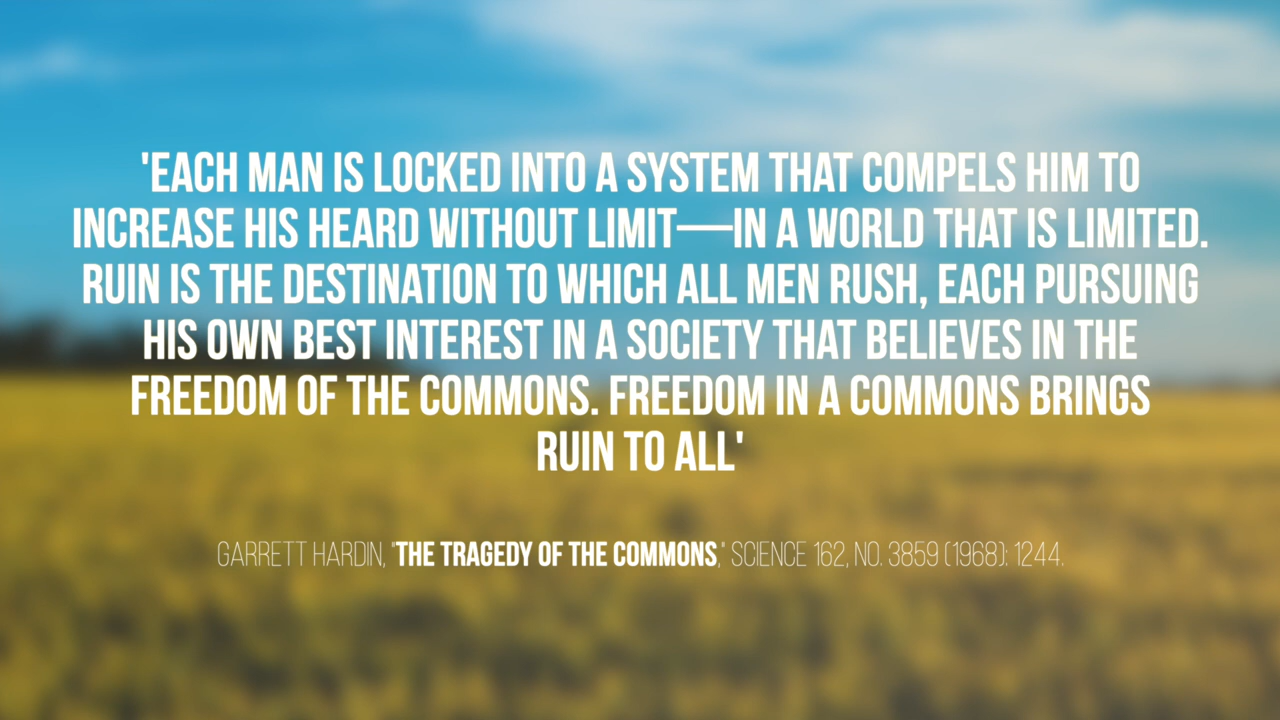 'EACH MAN IS LOCKED INTO A SYSTEM THAT COMPELS HIM TO
INCREASE HIS HEARD WITHOUT LIMIT—IN A WORLD THAT IS LIMITED.
RUIN IS THE DESTINATION TO WHICH ALL MEN RUSH, EACH PURSUING
HIS OWN BEST INTEREST IN A SOCIETY THAT BELIEVES IN THE
FREEDOM OF THE COMMONS. FREEDOM IN A COMMONS BRINGS
RUIN TO ALL'
GARRETT HARDIN, "THE TRAGEDY OF THE COMMONS," SCIENCE 162, NO. 3859 (1968): 1244.